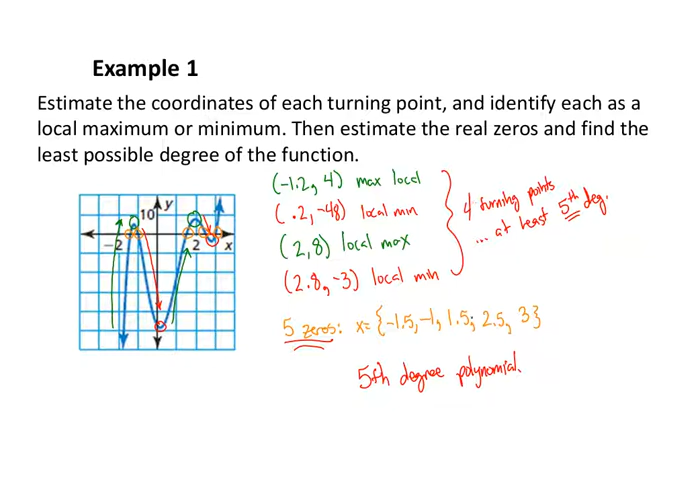 Example 1
Estimate the coordinates of each turning point, and identify each as a
local maximum or minimum. Then estimate the real zeros and find the
least possible degree of the function.
(-1.2, 4) max local
(.2, -48) local min
(2, 8) local max
(2.8, -3) local min
4 turning points
... at least 5th deg.
y
10
-2
2
x
5 zeros: x= {-1.5, -1, 1.5; 2.5, 3}
5th degree polynomial.